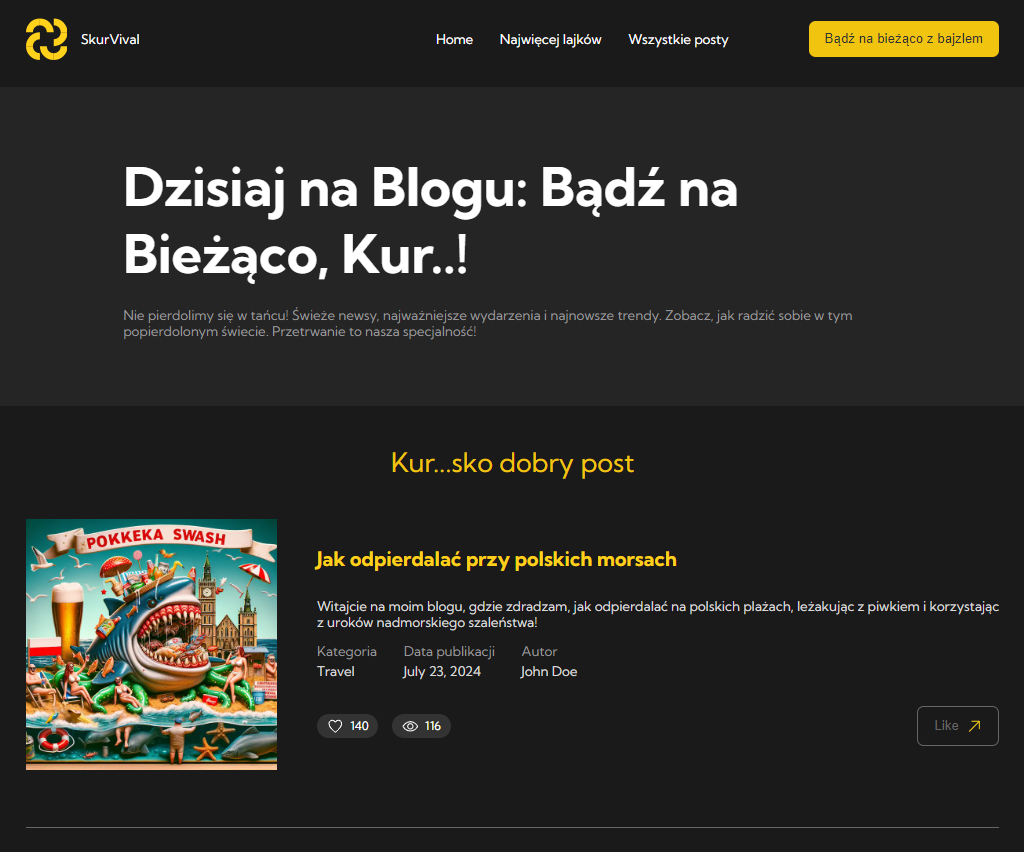 SkurVival
Home
Najwięcej lajków
Wszystkie posty
Bądź na bieżąco z bajzlem
Dzisiaj na Blogu: Bądź na
Bieżąco, Kur..!
Nie pierdolimy się w tańcu! Świeże newsy, najważniejsze wydarzenia i najnowsze trendy. Zobacz, jak radzić sobie w tym
popierdolonym świecie. Przetrwanie to nasza specjalność!
Kur...sko dobry post
POKKEKA SWASH
Jak odpierdalać przy polskich morsach
Witajcie na moim blogu, gdzie zdradzam, jak odpierdalać na polskich plażach, leżakując z piwkiem i korzystając
z uroków nadmorskiego szaleństwa!
Kategoria
Data publikacji
Autor
Travel
July 23, 2024
John Doe
140
116
Like